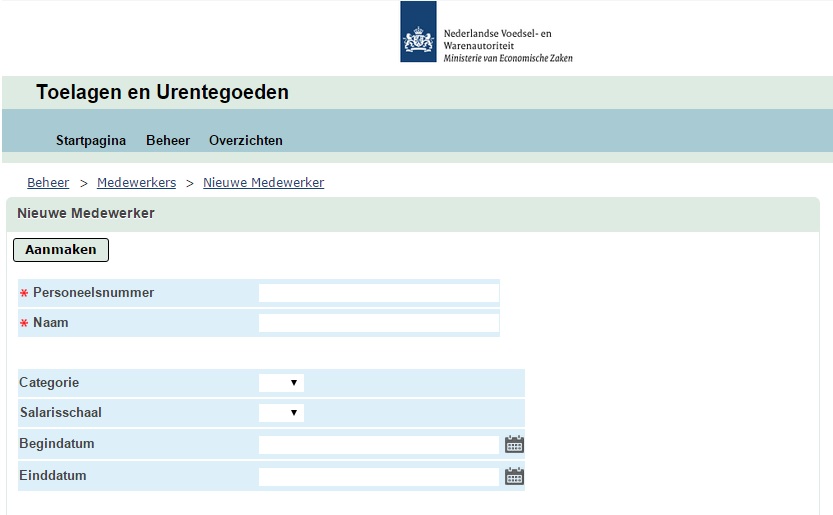 Nederlandse Voedsel- en
Warenautoriteit
Ministerie van Economische Zaken
Toelagen en Urentegoeden
Startpagina Beheer Overzichten
Beheer > Medewerkers > Nieuwe Medewerker
Nieuwe Medewerker
Aanmaken
* Personeelsnummer
* Naam
Categorie
Salarisschaal
Begindatum
Einddatum